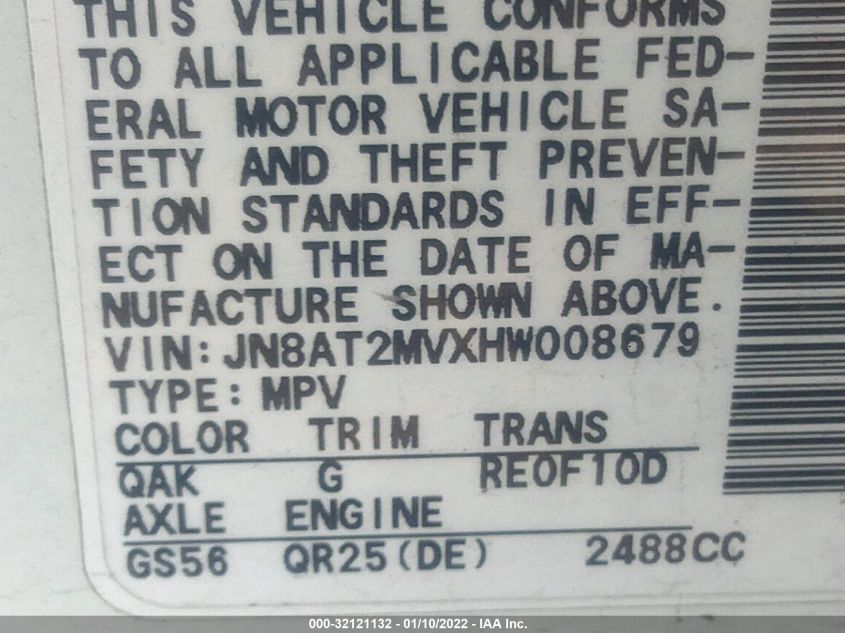 THIS VEHICLE CONFORMS
TO ALL APPLICABLE FED-
ERAL MOTOR VEHICLE SA-
FETY AND THEFT PREVEN-
TION STANDARDS IN EFF-
ECT ON THE DATE OF MA-
NUFACTURE SHOWN ABOVE.
VIN:JN8AT2MVXHW008679
TYPE:MPV
COLOR TRIM TRANS
QAK G RE0F10D
AXLE ENGINE
GS56 QR25(DE) 2488CC
000-32121132 - 01/10/2022 - IAA Inc.